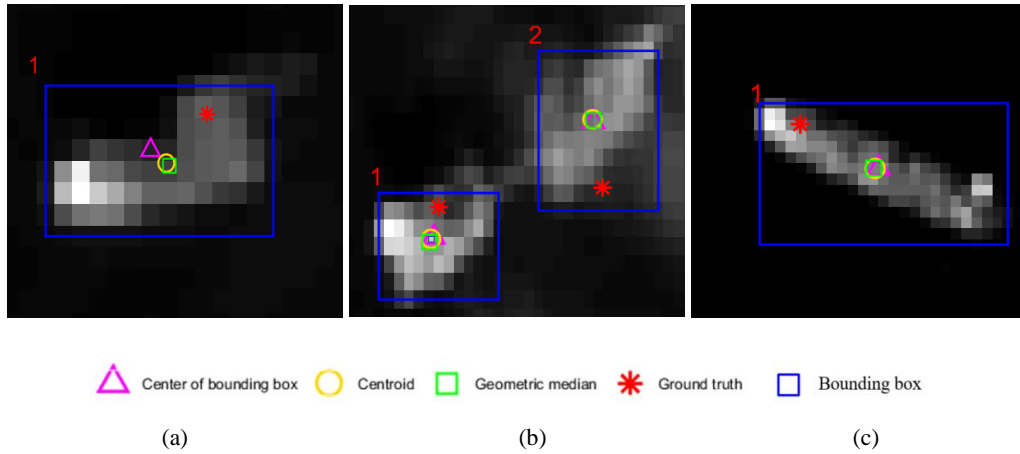 1
1
2
1
Center of bounding box Centroid Geometric median Ground truth Bounding box
(a) (b) (c)